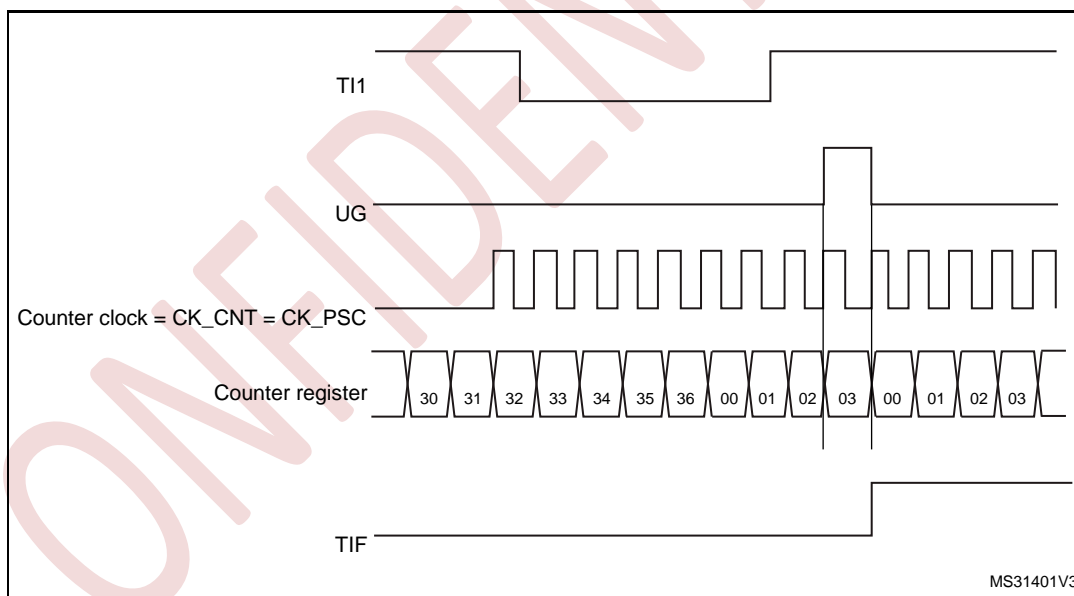 TI1
UG
Counter clock = CK_CNT = CK_PSC
Counter register 30 31 32 33 34 35 36 00 01 02 03 00 01 02 03
TIF
MS31401V3
ONFIDEN